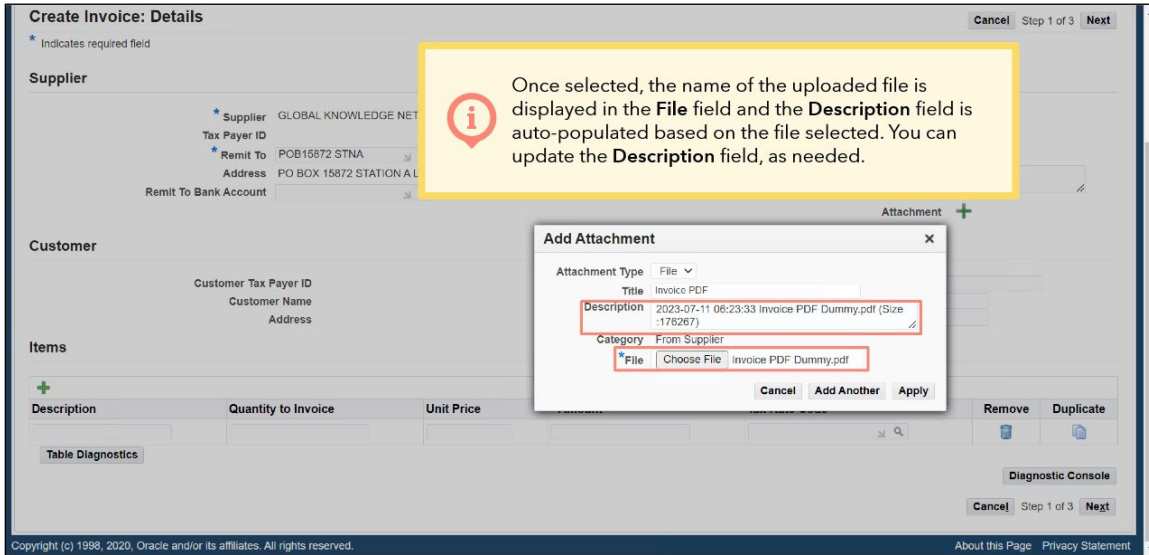 Create Invoice: Details
Cancel Step 1 of 3 Next
* Indicates required field
Once selected, the name of the uploaded file is
displayed in the File field and the Description field is
auto-populated based on the file selected. You can
update the Description field, as needed.
Supplier
* Supplier GLOBAL KNOWLEDGE NET
Tax Payer ID
* Remit To POB15872 STNA
Address PO BOX 15872 STATION A L
Remit To Bank Account
Attachment
Add Attachment
Attachment Type File
Title Invoice PDF
Description 2023-07-11 06:23:33 Invoice PDF Dummy.pdf (Size
:176267)
Category From Supplier
*File Choose File Invoice PDF Dummy.pdf
Cancel Add Another Apply
Customer
Customer Tax Payer ID
Customer Name
Address
Items
Description Quantity to Invoice Unit Price Amount Tax Rate Code Remove Duplicate
Table Diagnostics
Diagnostic Console
Cancel Step 1 of 3 Next
Copyright (c) 1998, 2020, Oracle and/or its affiliates. All rights reserved.
About this Page Privacy Statement